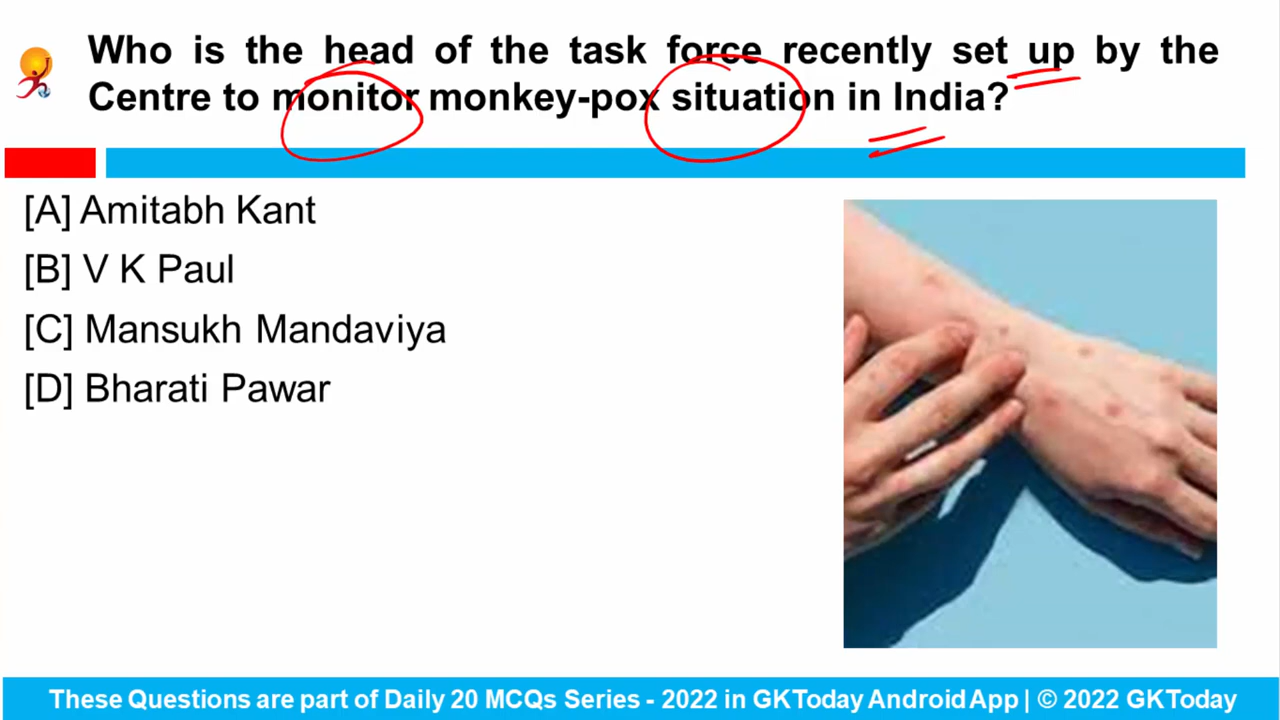 Who is the head of the task force recently set up by the
Centre to monitor monkey-pox situation in India?
[A] Amitabh Kant
[B] V K Paul
[C] Mansukh Mandaviya
[D] Bharati Pawar
These Questions are part of Daily 20 MCQs Series - 2022 in GKToday Android App | © 2022 GKToday